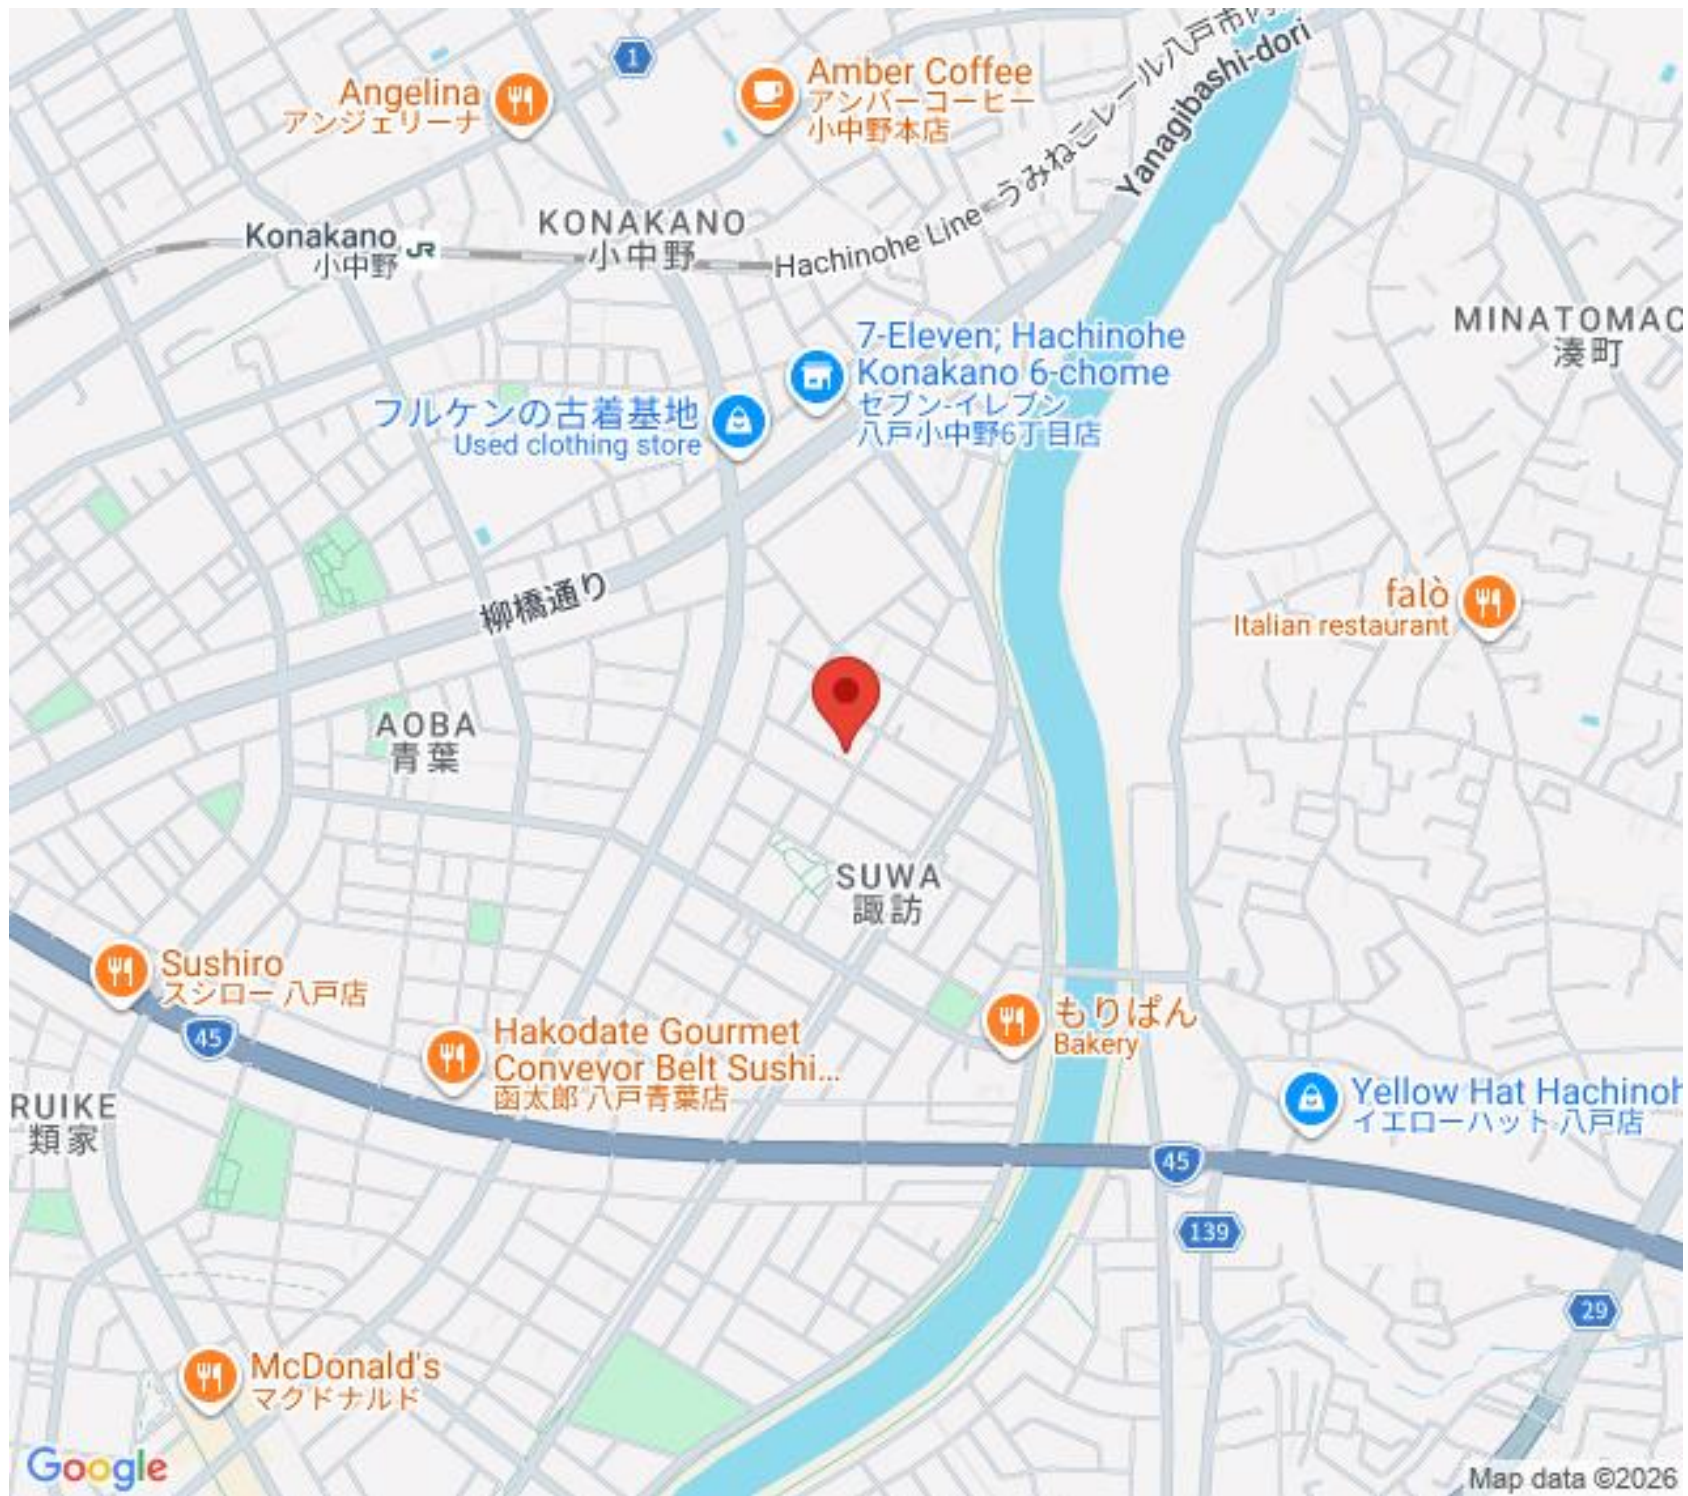 1
Angelina
アンジェリーナ
Amber Coffee
アンバーコーヒー
小中野本店
Hachinohe Line-うみねこレール八戸市内
Yanagibashi-dori
Konakano
小中野
JR
KONAKANO
小中野
MINATOMAC
湊町
7-Eleven; Hachinohe
Konakano 6-chome
セブン-イレブン
八戸小中野6丁目店
フルケンの古着基地
Used clothing store
柳橋通り
falò
Italian restaurant
AOBA
青葉
SUWA
諏訪
Sushiro
スシロー 八戸店
45
Hakodate Gourmet
Conveyor Belt Sushi...
函太郎 八戸青葉店
もりぱん
Bakery
Yellow Hat Hachinoh
イエローハット 八戸店
RUIKE
類家
45
139
29
McDonald's
マクドナルド
Google
Map data ©2026